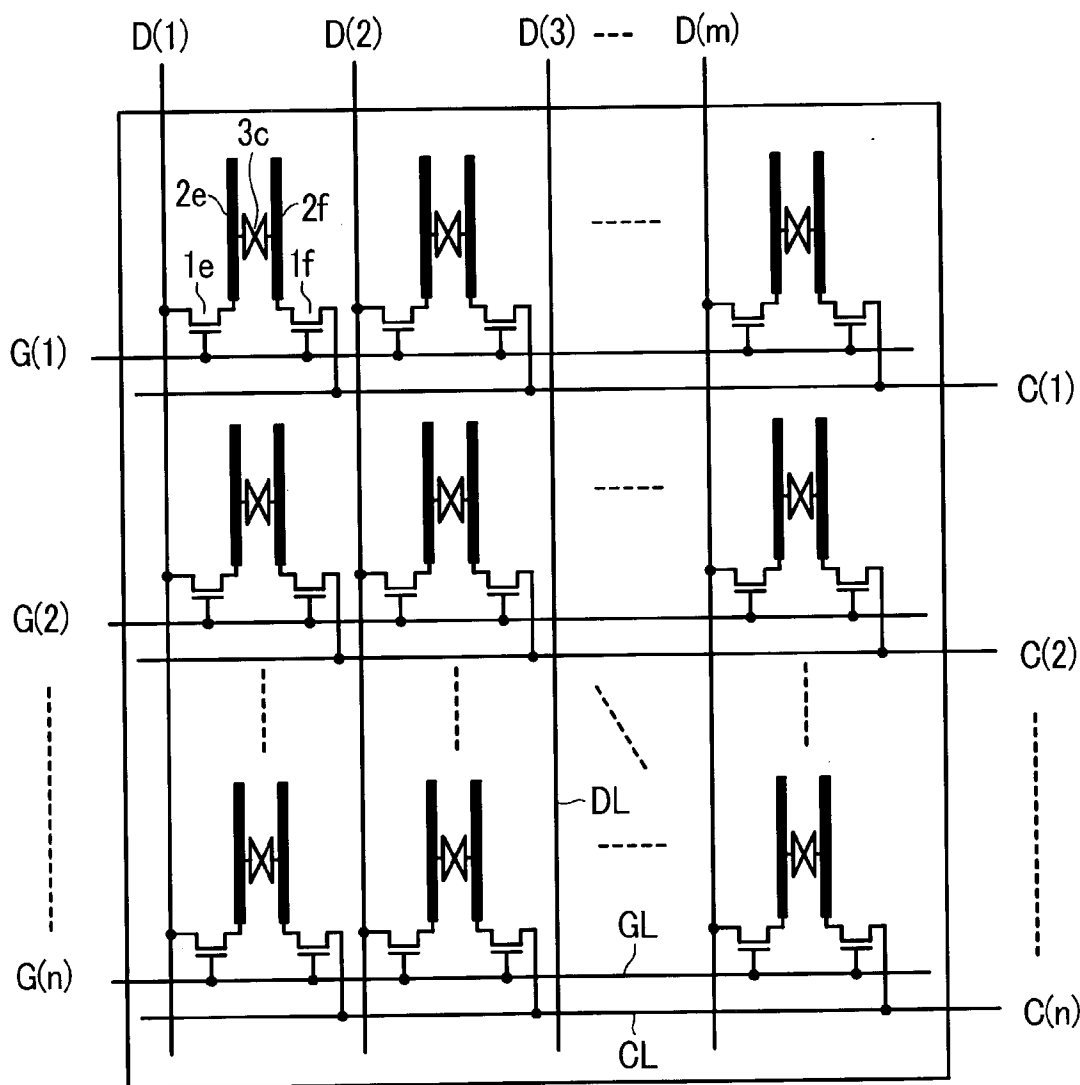 D(1) D(2) D(3) --- D(m)
3c
2e 2f
1e 1f
G(1)
C(1)
G(2)
C(2)
DL
GL
G(n)
C(n)
CL